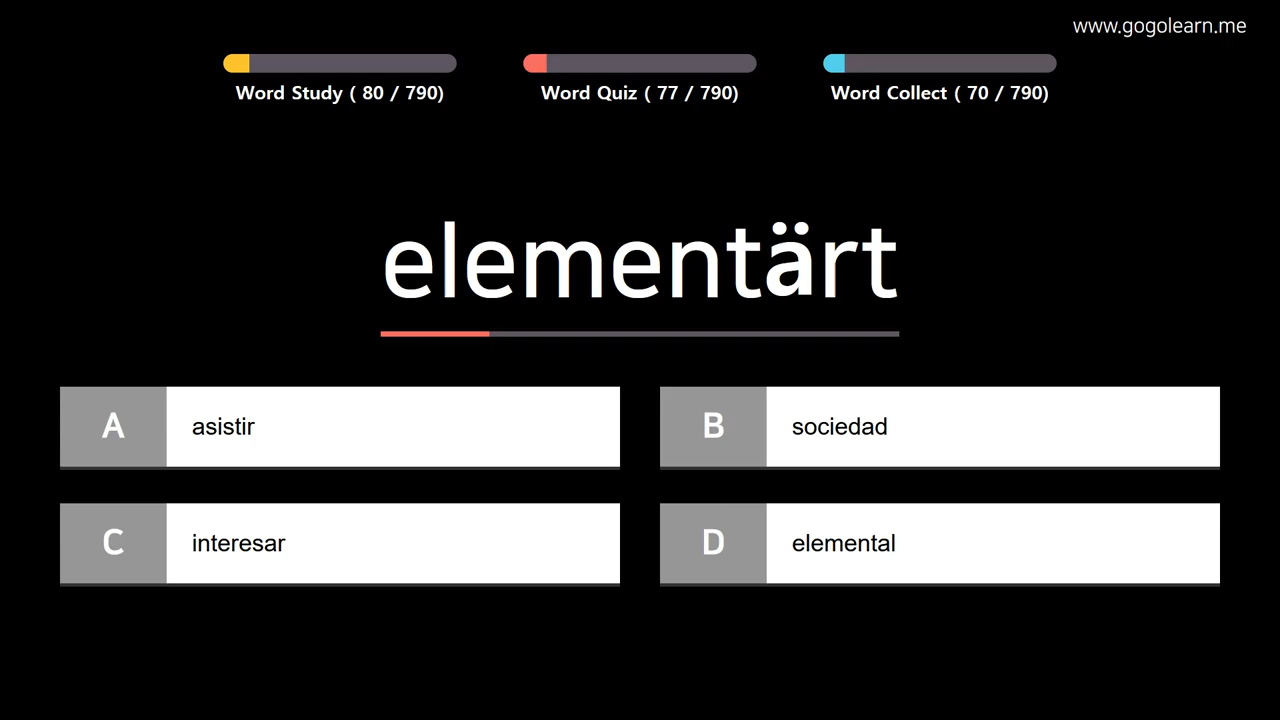 www.gogolearn.me
Word Study ( 80 / 790)
Word Quiz ( 77 / 790)
Word Collect ( 70 / 790)
elementärt
A
asistir
B
sociedad
C
interesar
D
elemental